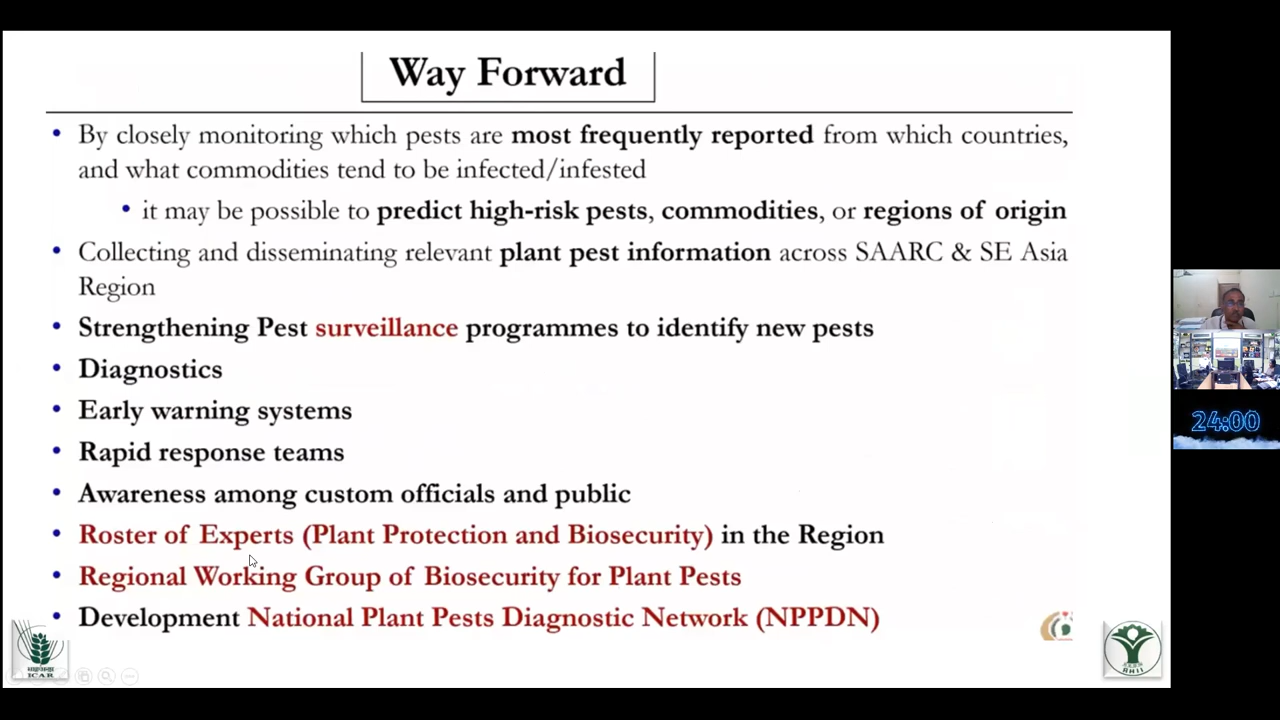 Way Forward
• By closely monitoring which pests are most frequently reported from which countries,
and what commodities tend to be infected/infested
• it may be possible to predict high-risk pests, commodities, or regions of origin
• Collecting and disseminating relevant plant pest information across SAARC & SE Asia
Region
• Strengthening Pest surveillance programmes to identify new pests
• Diagnostics
• Early warning systems
• Rapid response teams
• Awareness among custom officials and public
• Roster of Experts (Plant Protection and Biosecurity) in the Region
• Regional Working Group of Biosecurity for Plant Pests
• Development National Plant Pests Diagnostic Network (NPPDN)
ICAR
24:00